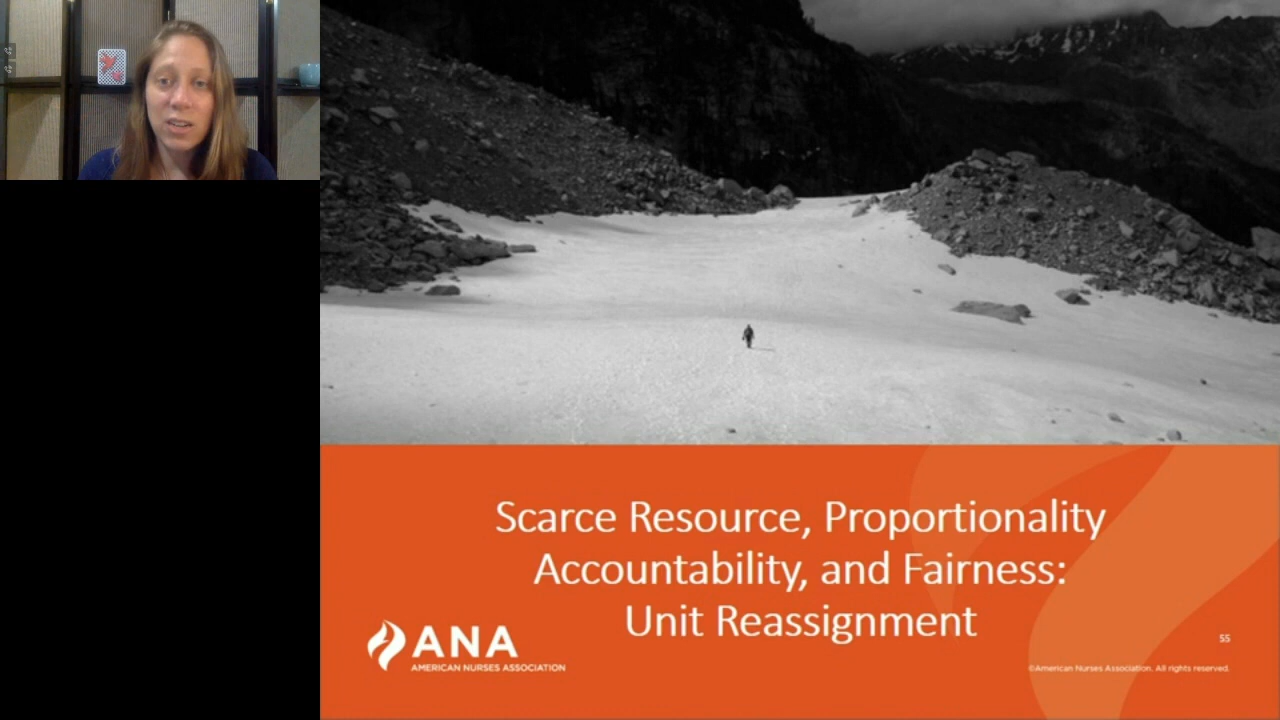 Scarce Resource, Proportionality
Accountability, and Fairness:
Unit Reassignment
ANA
AMERICAN NURSES ASSOCIATION
55
©American Nurses Association. All rights reserved.